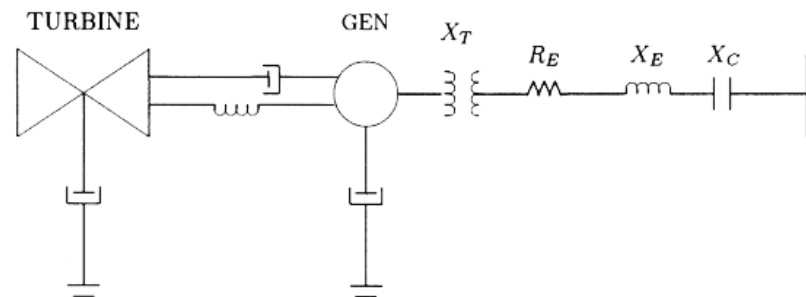 TURBINE
GEN
X_T
R_E
X_E
X_C